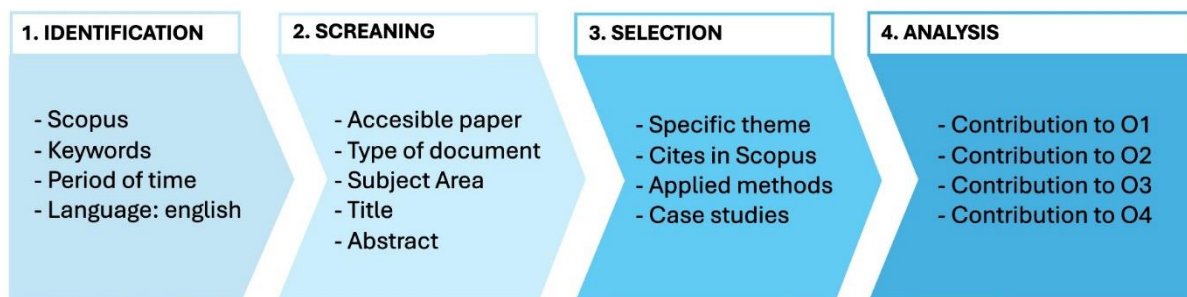 1. IDENTIFICATION
- Scopus
- Keywords
- Period of time
- Language: english
2. SCREANING
- Accesible paper
- Type of document
- Subject Area
- Title
- Abstract
3. SELECTION
- Specific theme
- Cites in Scopus
- Applied methods
- Case studies
4. ANALYSIS
- Contribution to O1
- Contribution to O2
- Contribution to O3
- Contribution to O4